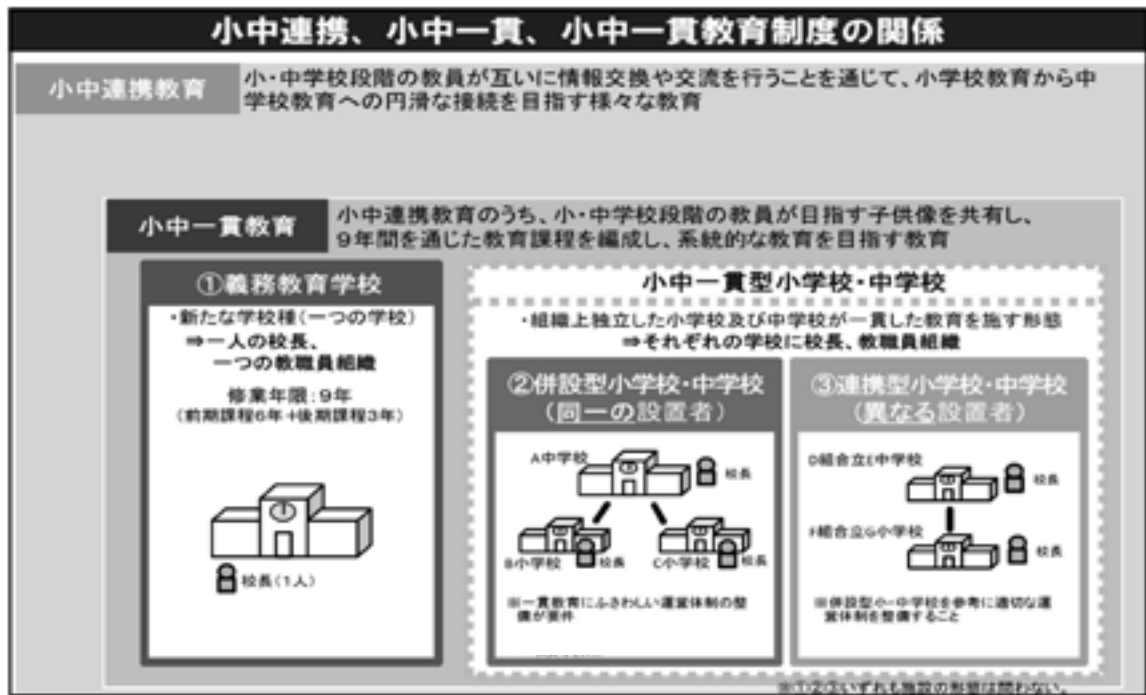 小中連携、小中一貫、小中一貫教育制度の関係
小中連携教育
小・中学校段階の教員が互いに情報交換や交流を行うことを通じて、小学校教育から中
学校教育への円滑な接続を目指す様々な教育
小中一貫教育
小中連携教育のうち、小・中学校段階の教員が目指す子供像を共有し、
9年間を通じた教育課程を編成し、系統的な教育を目指す教育
①義務教育学校
・新たな学校種(一つの学校)
⇒一人の校長、
一つの教職員組織
修業年限:9年
(前期課程6年+後期課程3年)
校長(1人)
小中一貫型小学校・中学校
・組織上独立した小学校及び中学校が一貫した教育を施す形態
⇒それぞれの学校に校長、教職員組織
②併設型小学校・中学校
(同一の設置者)
A中学校
校長
B小学校
校長
C小学校
校長
※一貫教育にふさわしい運営体制の整
備が要件
③連携型小学校・中学校
(異なる設置者)
D組合立E中学校
校長
F組合立G小学校
校長
※併設型小・中学校を参考に適切な運
営体制を整備すること
※①②③いずれも施設の形態は問わない。